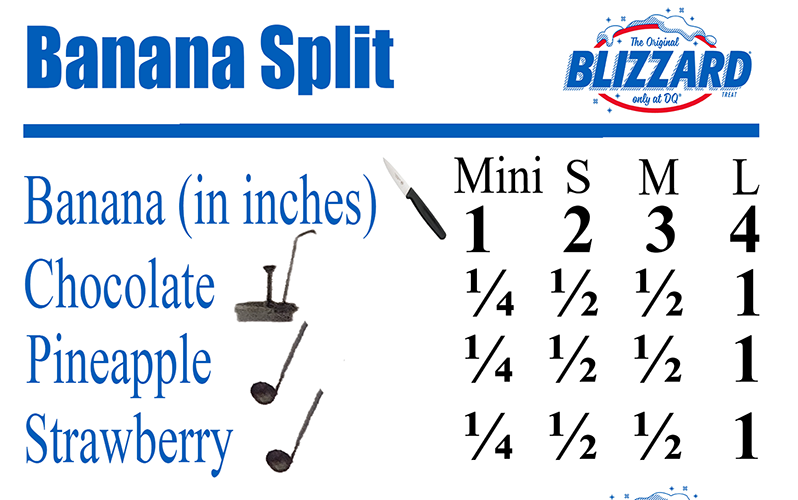 Banana Split
The Original
BLIZZARD®
TREAT
only at DQ®
Mini S M L
Banana (in inches) 1 2 3 4
Chocolate ¼ ½ ½ 1
Pineapple ¼ ½ ½ 1
Strawberry ¼ ½ ½ 1